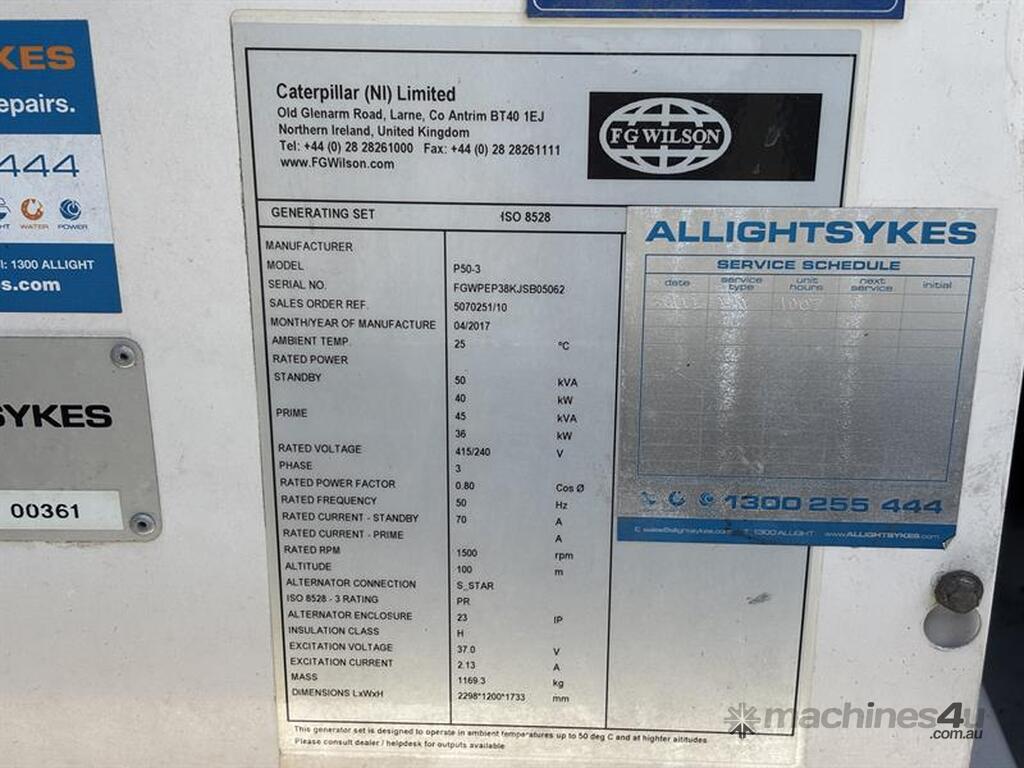 KES
epairs.
444
HT WATER POWER
l: 1300 ALLIGHT
es.com
SYKES
00361
Caterpillar (NI) Limited
Old Glenarm Road, Larne, Co Antrim BT40 1EJ
Northern Ireland, United Kingdom
Tel: +44 (0) 28 28261000 Fax: +44 (0) 28 28261111
www.FGWilson.com
FG WILSON
GENERATING SET ISO 8528
MANUFACTURER
MODEL P50-3
SERIAL NO. FGWPEP38KJSB05062
SALES ORDER REF. 5070251/10
MONTH/YEAR OF MANUFACTURE 04/2017
AMBIENT TEMP. 25 °C
RATED POWER
STANDBY 50 kVA
40 kW
PRIME 45 kVA
36 kW
RATED VOLTAGE 415/240 V
PHASE 3
RATED POWER FACTOR 0.80 Cos Ø
RATED FREQUENCY 50 Hz
RATED CURRENT - STANDBY 70 A
RATED CURRENT - PRIME A
RATED RPM 1500 rpm
ALTITUDE 100 m
ALTERNATOR CONNECTION S_STAR
ISO 8528 - 3 RATING PR
ALTERNATOR ENCLOSURE 23 IP
INSULATION CLASS H
EXCITATION VOLTAGE 37.0 V
EXCITATION CURRENT 2.13 A
MASS 1169.3 kg
DIMENSIONS LxWxH 2298*1200*1733 mm
This generator set is designed to operate in ambient temperatures up to 50 deg C and at highter altitudes.
Please consult dealer / helpdesk for outputs available
ALLIGHTSYKES
SERVICE SCHEDULE
date service type unit hours next service initial
1300 255 444
E: sales@allightsykes.com T: 1300 ALLIGHT www.ALLIGHTSYKES.com
machines4u
.com.au